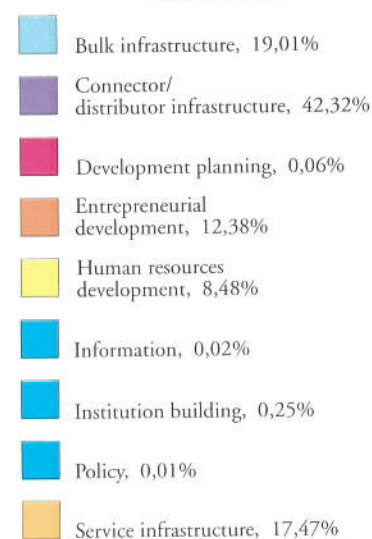 Bulk infrastructure, 19,01%
Connector/
distributor infrastructure, 42,32%
Development planning, 0,06%
Entrepreneurial
development, 12,38%
Human resources
development, 8,48%
Information, 0,02%
Institution building, 0,25%
Policy, 0,01%
Service infrastructure, 17,47%